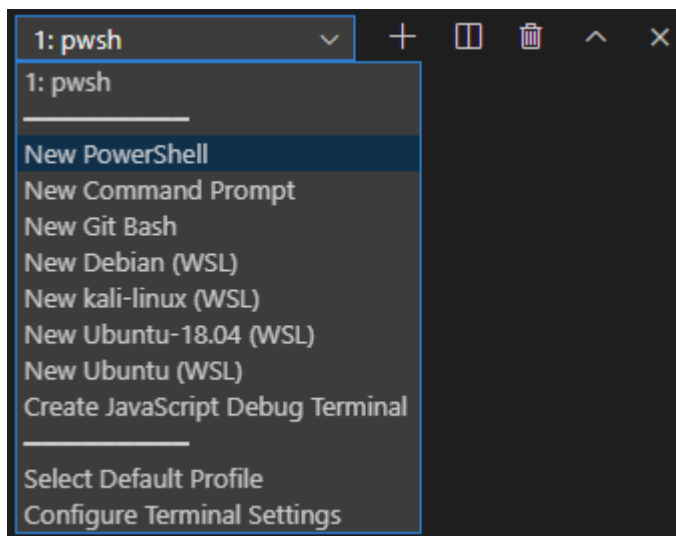 1: pwsh
1: pwsh
New PowerShell
New Command Prompt
New Git Bash
New Debian (WSL)
New kali-linux (WSL)
New Ubuntu-18.04 (WSL)
New Ubuntu (WSL)
Create JavaScript Debug Terminal
Select Default Profile
Configure Terminal Settings